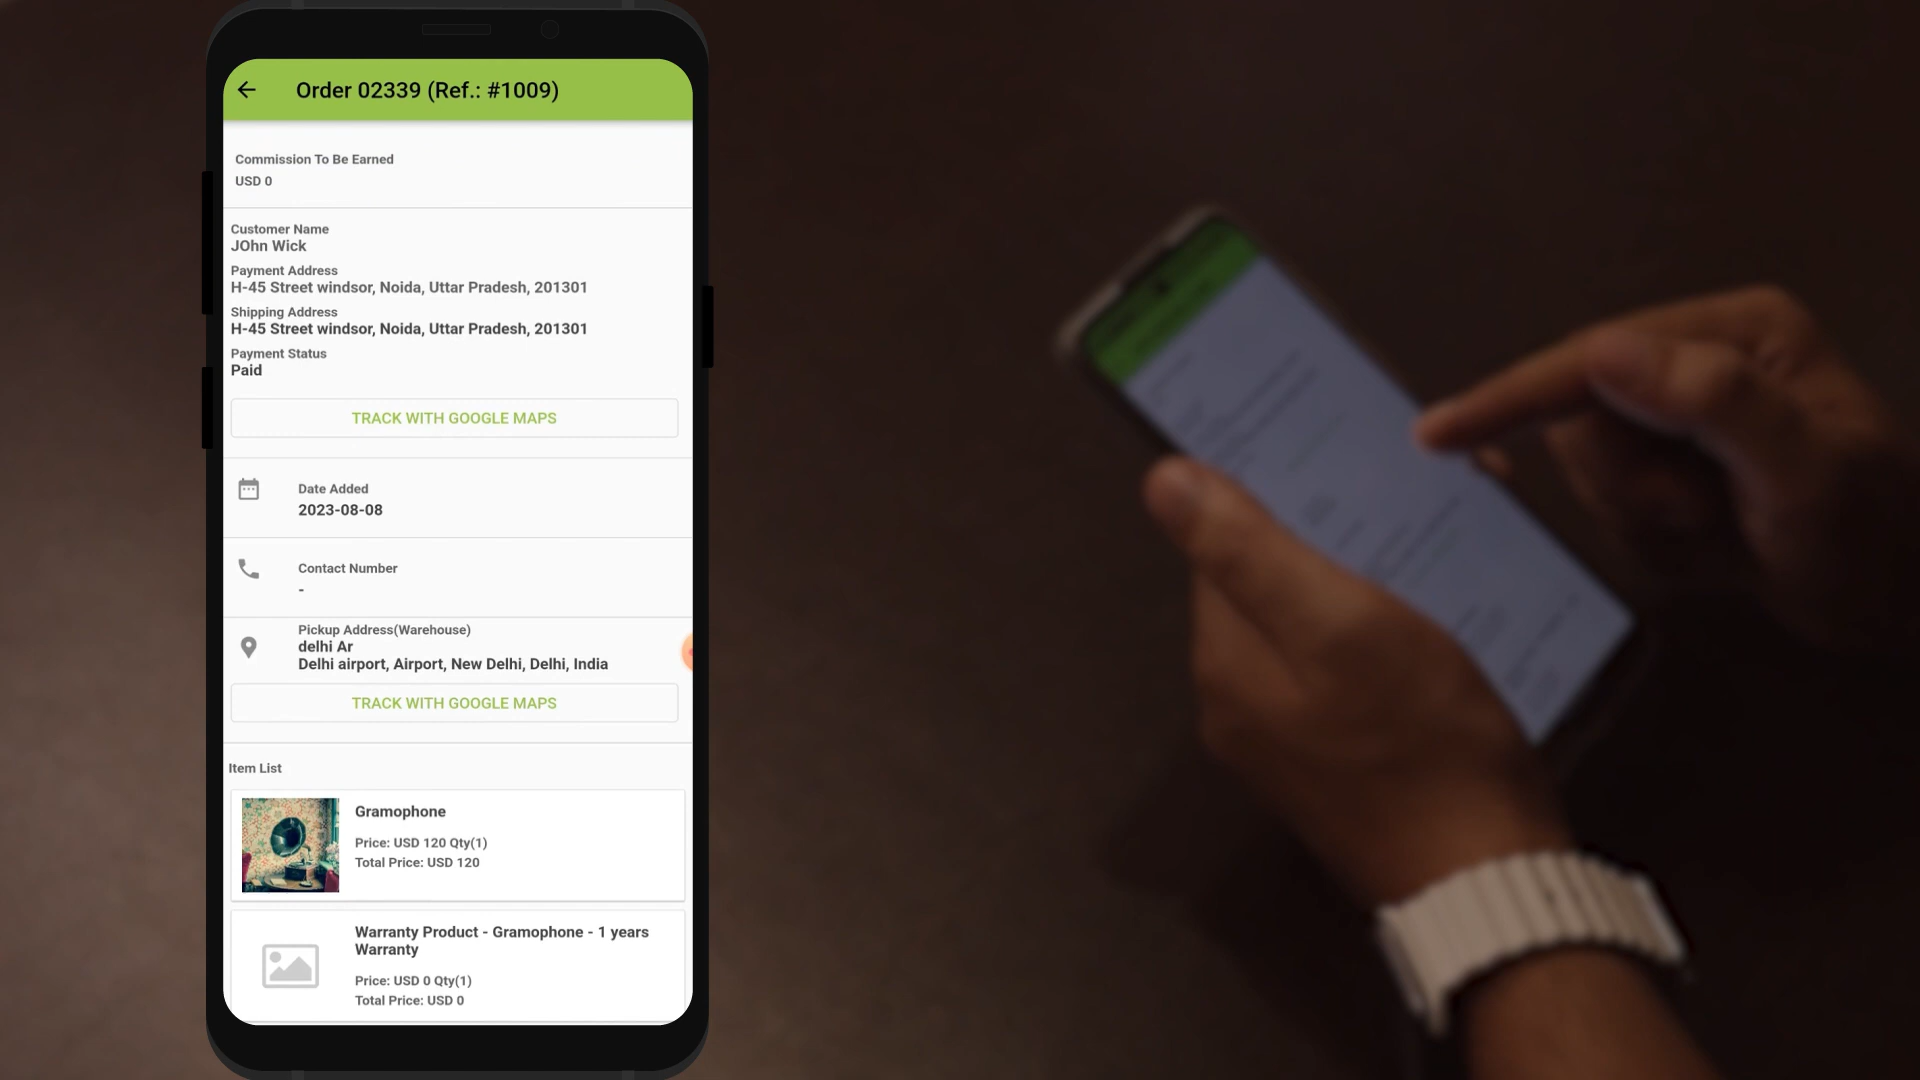 Order 02339 (Ref.: #1009)
Commission To Be Earned
USD 0
Customer Name
JOhn Wick
Payment Address
H-45 Street windsor, Noida, Uttar Pradesh, 201301
Shipping Address
H-45 Street windsor, Noida, Uttar Pradesh, 201301
Payment Status
Paid
TRACK WITH GOOGLE MAPS
Date Added
2023-08-08
Contact Number
-
Pickup Address(Warehouse)
delhi Ar
Delhi airport, Airport, New Delhi, Delhi, India
TRACK WITH GOOGLE MAPS
Item List
Gramophone
Price: USD 120 Qty(1)
Total Price: USD 120
Warranty Product - Gramophone - 1 years
Warranty
Price: USD 0 Qty(1)
Total Price: USD 0